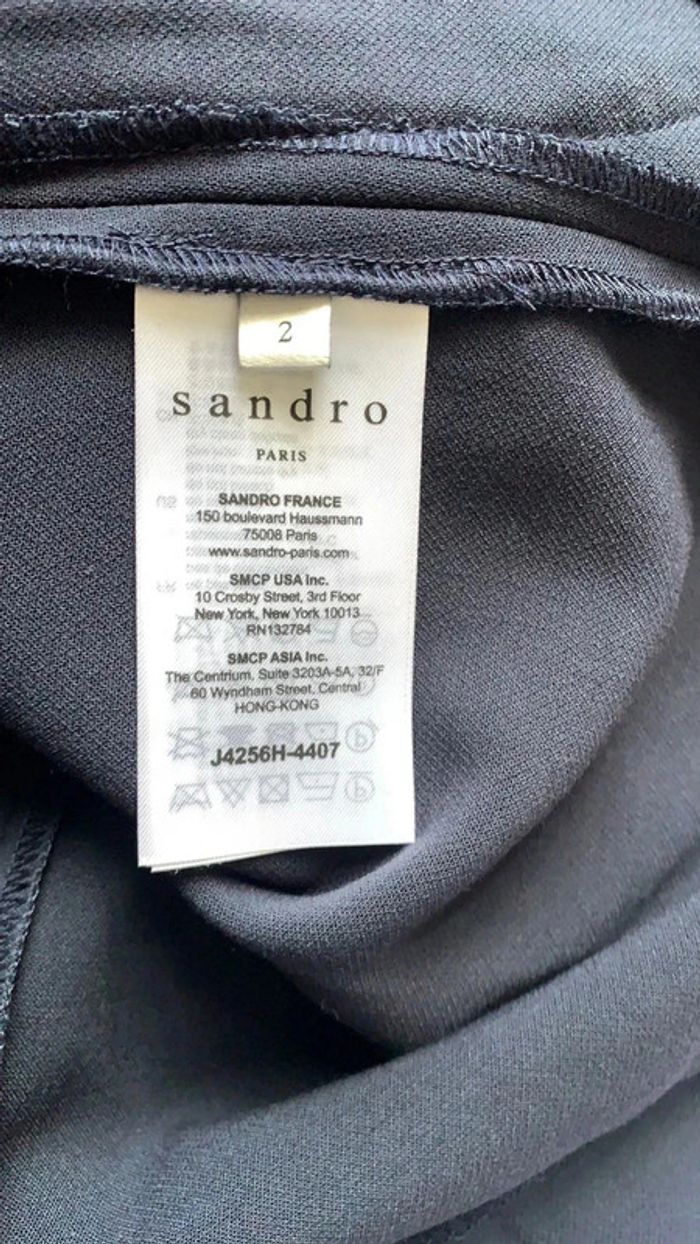 2
sandro
PARIS
SANDRO FRANCE
150 boulevard Haussmann
75008 Paris
www.sandro-paris.com
SMCP USA Inc.
10 Crosby Street, 3rd Floor
New York, New York 10013
RN132784
SMCP ASIA Inc.
The Centrium, Suite 3203A-5A, 32/F
60 Wyndham Street, Central
HONG-KONG
J4256H-4407